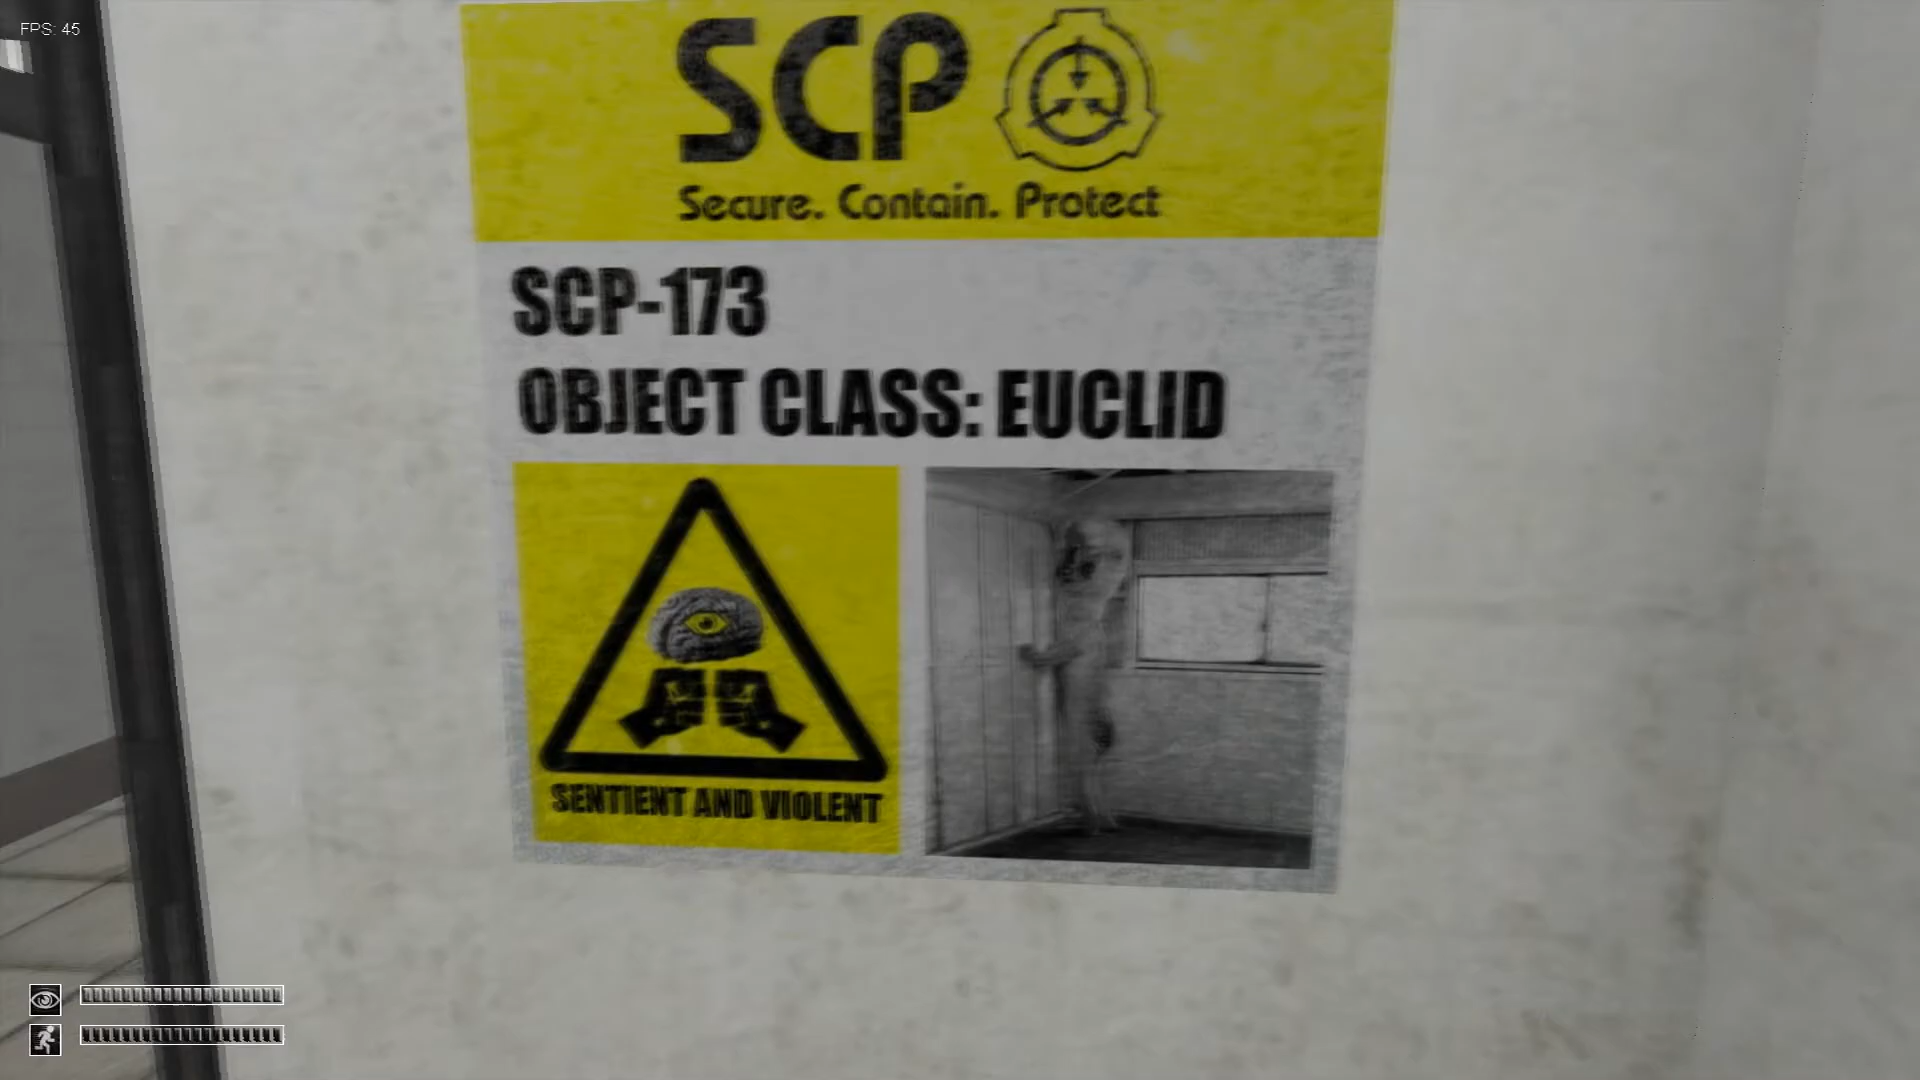 FPS: 45
SCP
Secure. Contain. Protect
SCP-173
OBJECT CLASS: EUCLID
SENTIENT AND VIOLENT